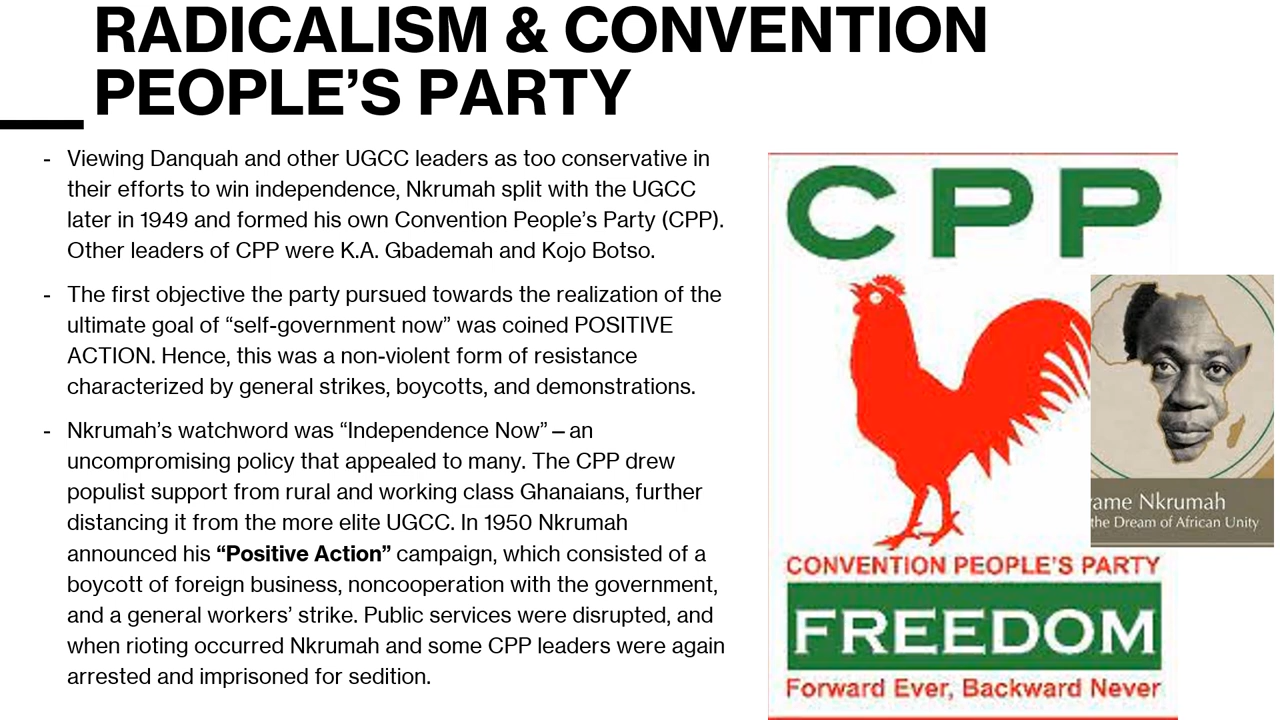 RADICALISM & CONVENTION
PEOPLE’S PARTY
- Viewing Danquah and other UGCC leaders as too conservative in
their efforts to win independence, Nkrumah split with the UGCC
later in 1949 and formed his own Convention People’s Party (CPP).
Other leaders of CPP were K.A. Gbademah and Kojo Botso.
- The first objective the party pursued towards the realization of the
ultimate goal of “self-government now” was coined POSITIVE
ACTION. Hence, this was a non-violent form of resistance
characterized by general strikes, boycotts, and demonstrations.
- Nkrumah’s watchword was “Independence Now” – an
uncompromising policy that appealed to many. The CPP drew
populist support from rural and working class Ghanaians, further
distancing it from the more elite UGCC. In 1950 Nkrumah
announced his “Positive Action” campaign, which consisted of a
boycott of foreign business, noncooperation with the government,
and a general workers’ strike. Public services were disrupted, and
when rioting occurred Nkrumah and some CPP leaders were again
arrested and imprisoned for sedition.
CPP
CONVENTION PEOPLE’S PARTY
FREEDOM
Forward Ever, Backward Never
wame Nkrumah
the Dream of African Unity